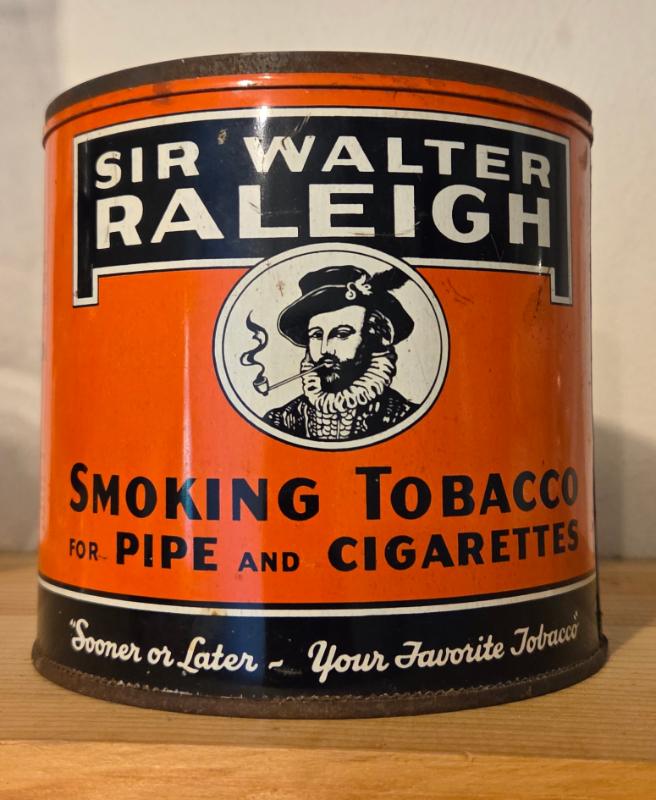 SIR WALTER
RALEIGH
SMOKING TOBACCO
FOR PIPE AND CIGARETTES
"Sooner or Later - Your Favorite Tobacco"